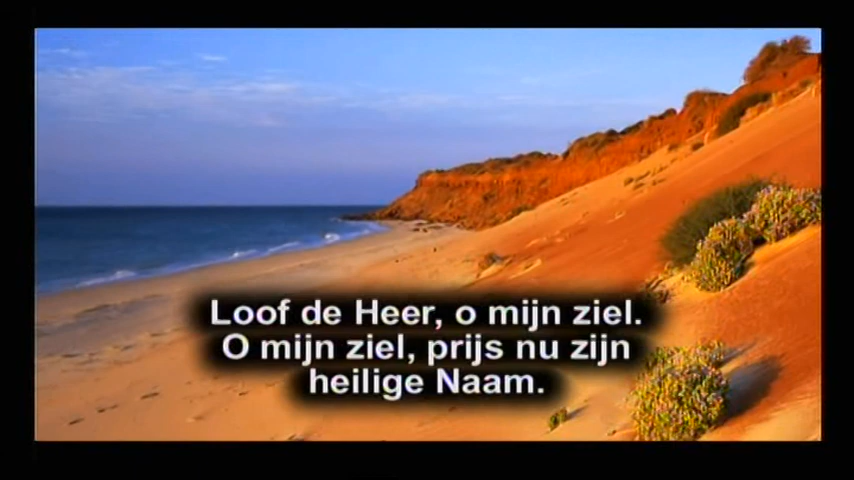 Loof de Heer, o mijn ziel.
O mijn ziel, prijs nu zijn
heilige Naam.